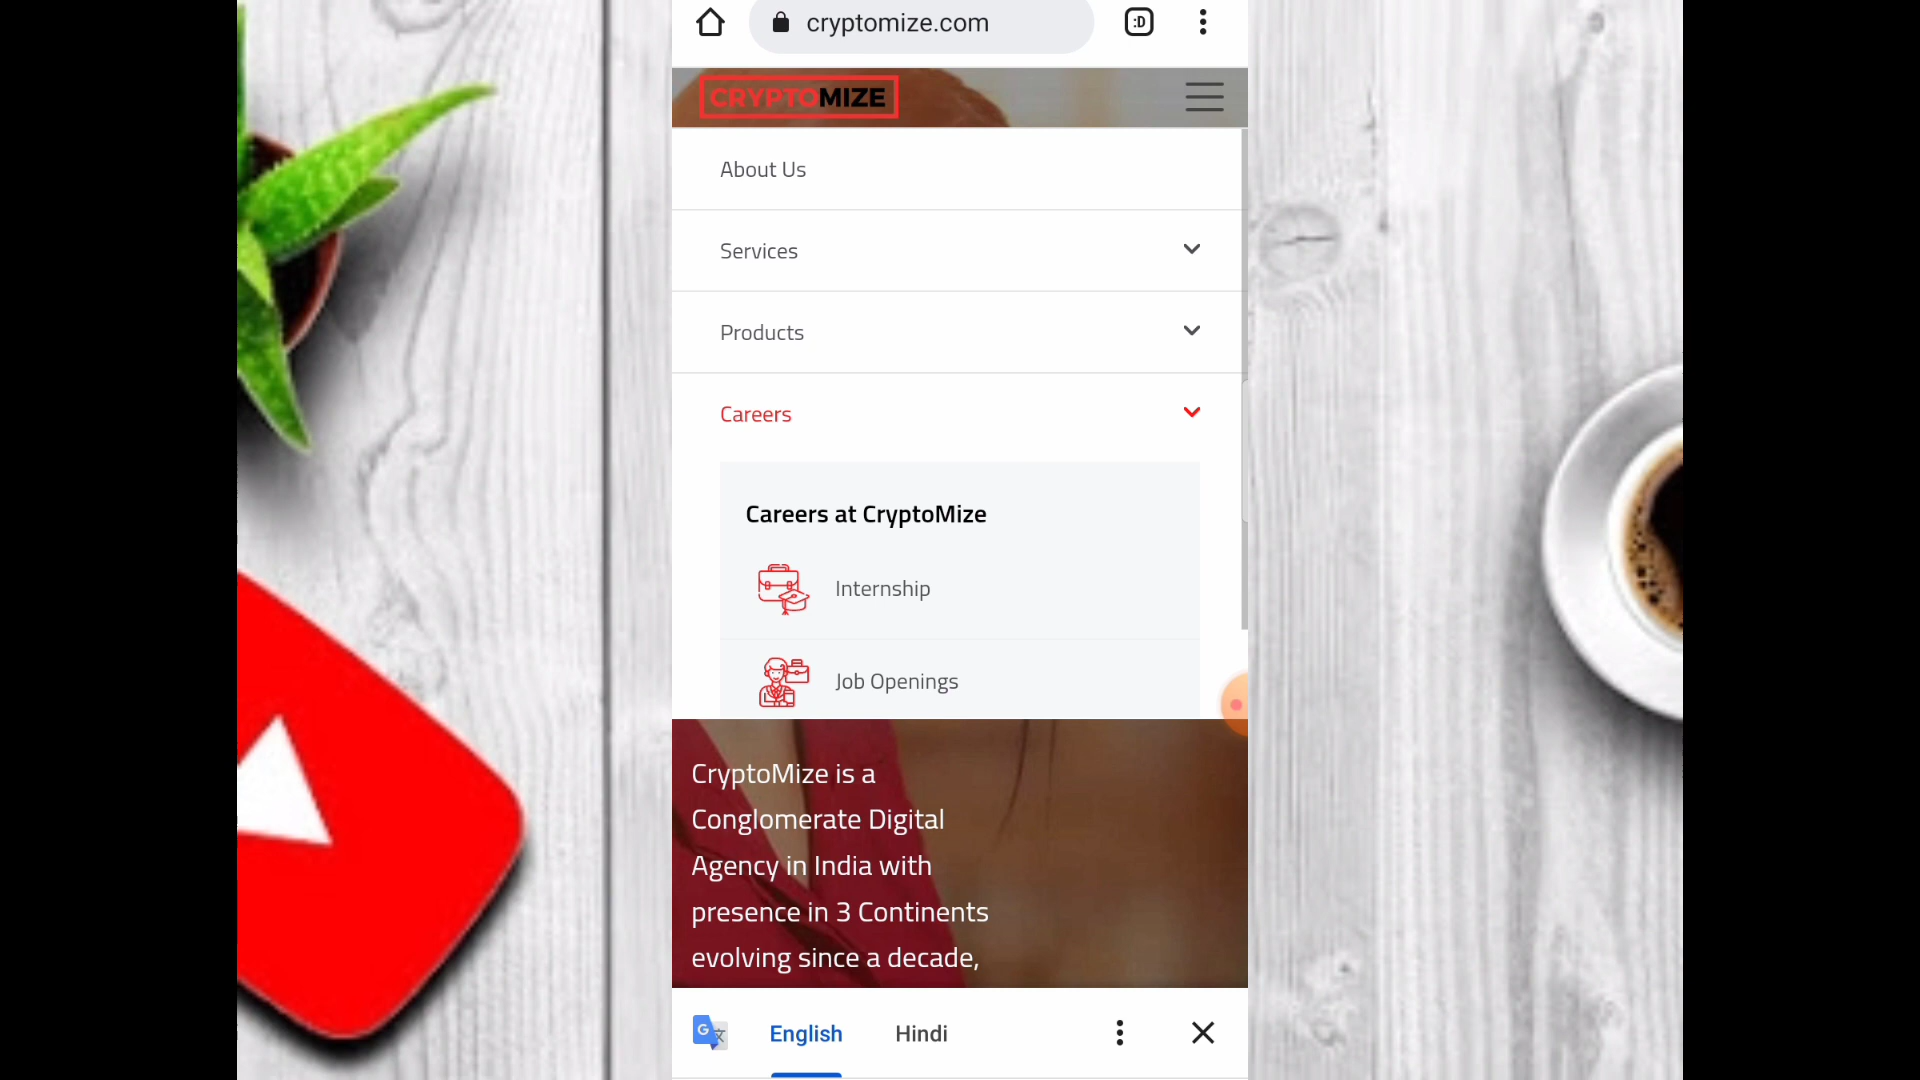 cryptomize.com
:D
CRYPTOMIZE
About Us
Services
Products
Careers
Careers at CryptoMize
Internship
Job Openings
CryptoMize is a
Conglomerate Digital
Agency in India with
presence in 3 Continents
evolving since a decade,
G English Hindi